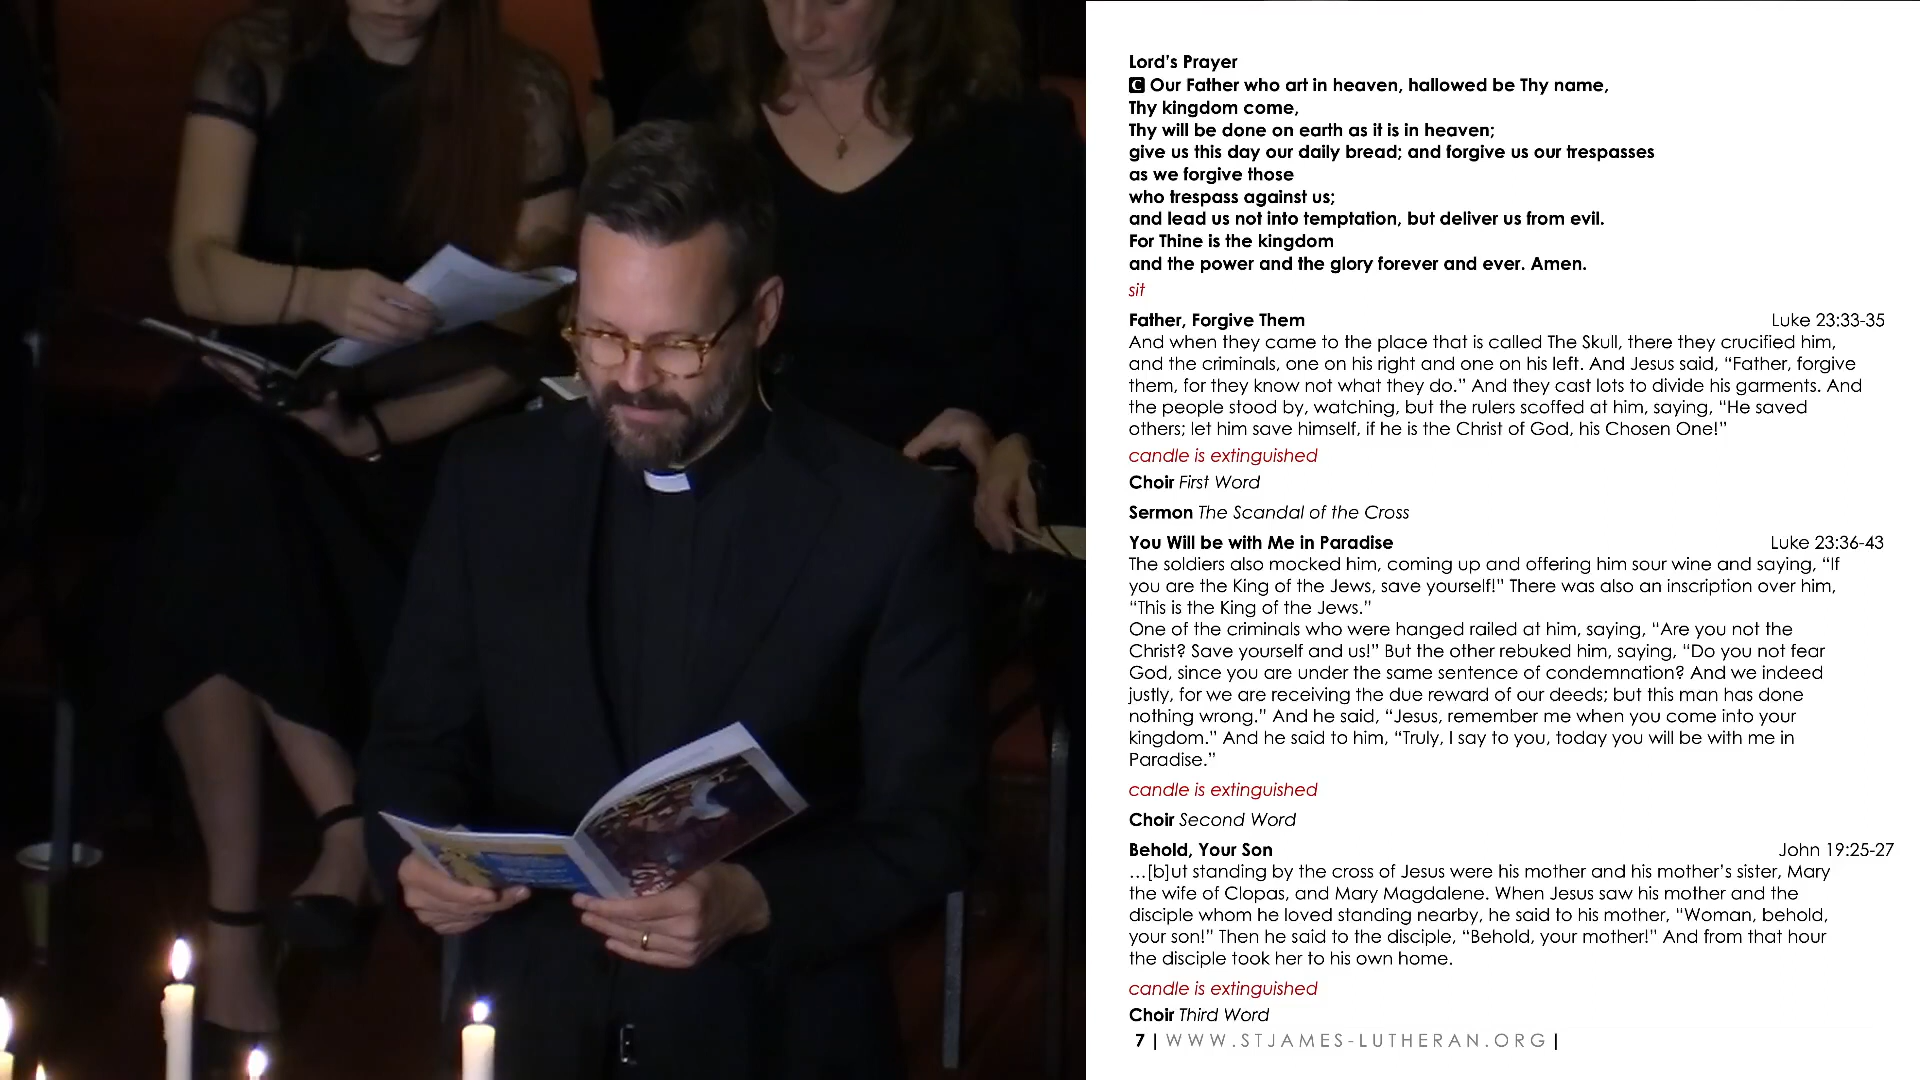 Lord's Prayer
C Our Father who art in heaven, hallowed be Thy name,
Thy kingdom come,
Thy will be done on earth as it is in heaven;
give us this day our daily bread; and forgive us our trespasses
as we forgive those
who trespass against us;
and lead us not into temptation, but deliver us from evil.
For Thine is the kingdom
and the power and the glory forever and ever. Amen.
sit
Father, Forgive Them Luke 23:33-35
And when they came to the place that is called The Skull, there they crucified him,
and the criminals, one on his right and one on his left. And Jesus said, “Father, forgive
them, for they know not what they do.” And they cast lots to divide his garments. And
the people stood by, watching, but the rulers scoffed at him, saying, “He saved
others; let him save himself, if he is the Christ of God, his Chosen One!”
candle is extinguished
Choir First Word
Sermon The Scandal of the Cross
You Will be with Me in Paradise Luke 23:36-43
The soldiers also mocked him, coming up and offering him sour wine and saying, “If
you are the King of the Jews, save yourself!” There was also an inscription over him,
“This is the King of the Jews.”
One of the criminals who were hanged railed at him, saying, “Are you not the
Christ? Save yourself and us!” But the other rebuked him, saying, “Do you not fear
God, since you are under the same sentence of condemnation? And we indeed
justly, for we are receiving the due reward of our deeds; but this man has done
nothing wrong.” And he said, “Jesus, remember me when you come into your
kingdom.” And he said to him, “Truly, I say to you, today you will be with me in
Paradise.”
candle is extinguished
Choir Second Word
Behold, Your Son John 19:25-27
…[b]ut standing by the cross of Jesus were his mother and his mother’s sister, Mary
the wife of Clopas, and Mary Magdalene. When Jesus saw his mother and the
disciple whom he loved standing nearby, he said to his mother, “Woman, behold,
your son!” Then he said to the disciple, “Behold, your mother!” And from that hour
the disciple took her to his own home.
candle is extinguished
Choir Third Word
7 | WWW.STJAMES-LUTHERAN.ORG |